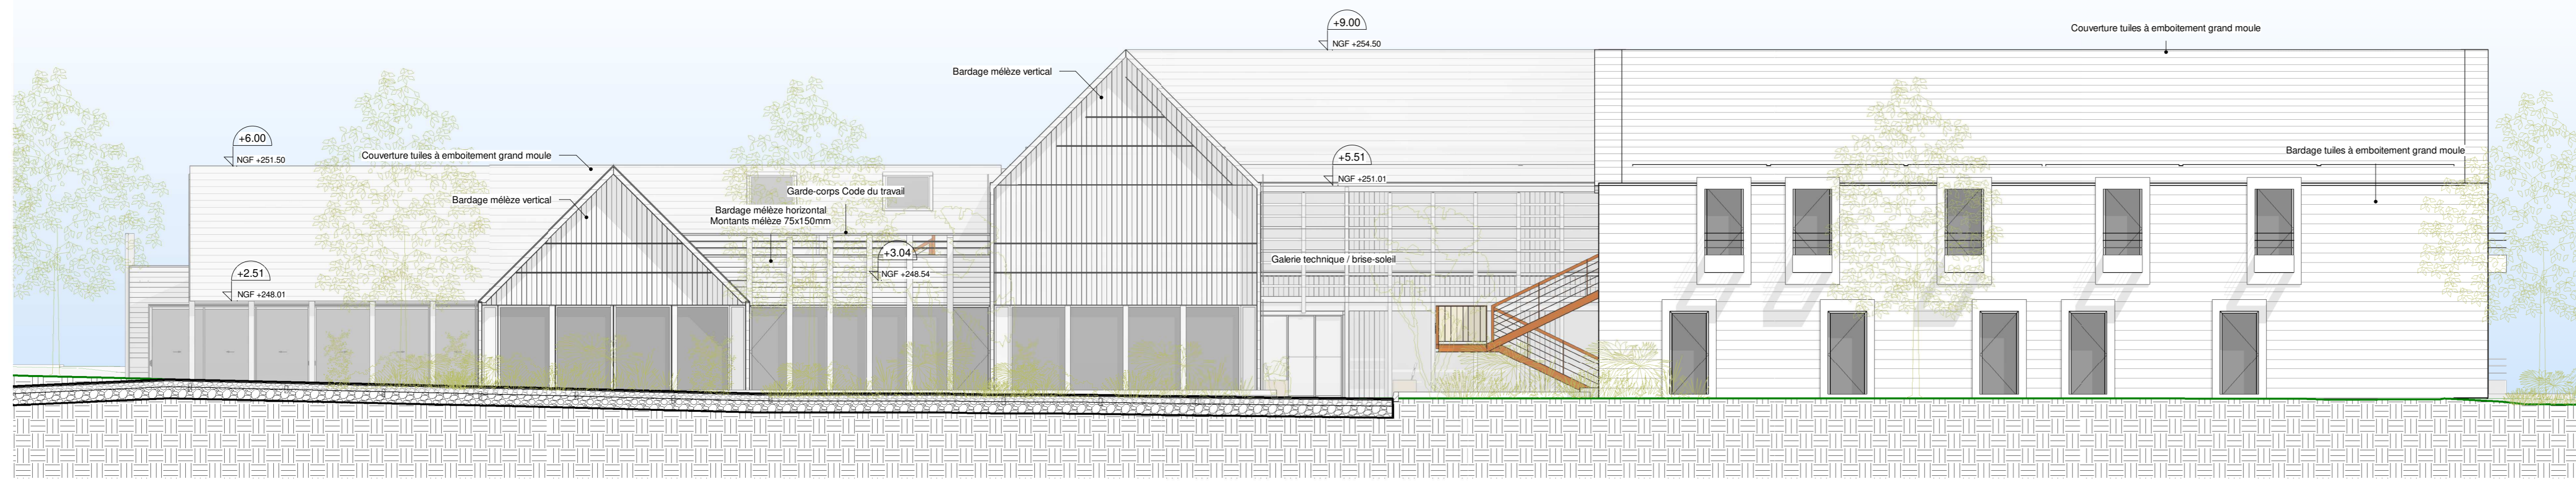 +9.00
NGF +254.50
Couverture tuiles à emboitement grand moule
Bardage mélèze vertical
+6.00
NGF +251.50
Couverture tuiles à emboitement grand moule
+5.51
NGF +251.01
Bardage tuiles à emboitement grand moule
Bardage mélèze vertical
Garde-corps Code du travail
Bardage mélèze horizontal
Montants mélèze 75x150mm
+3.04
NGF +248.54
Galerie technique / brise-soleil
+2.51
NGF +248.01